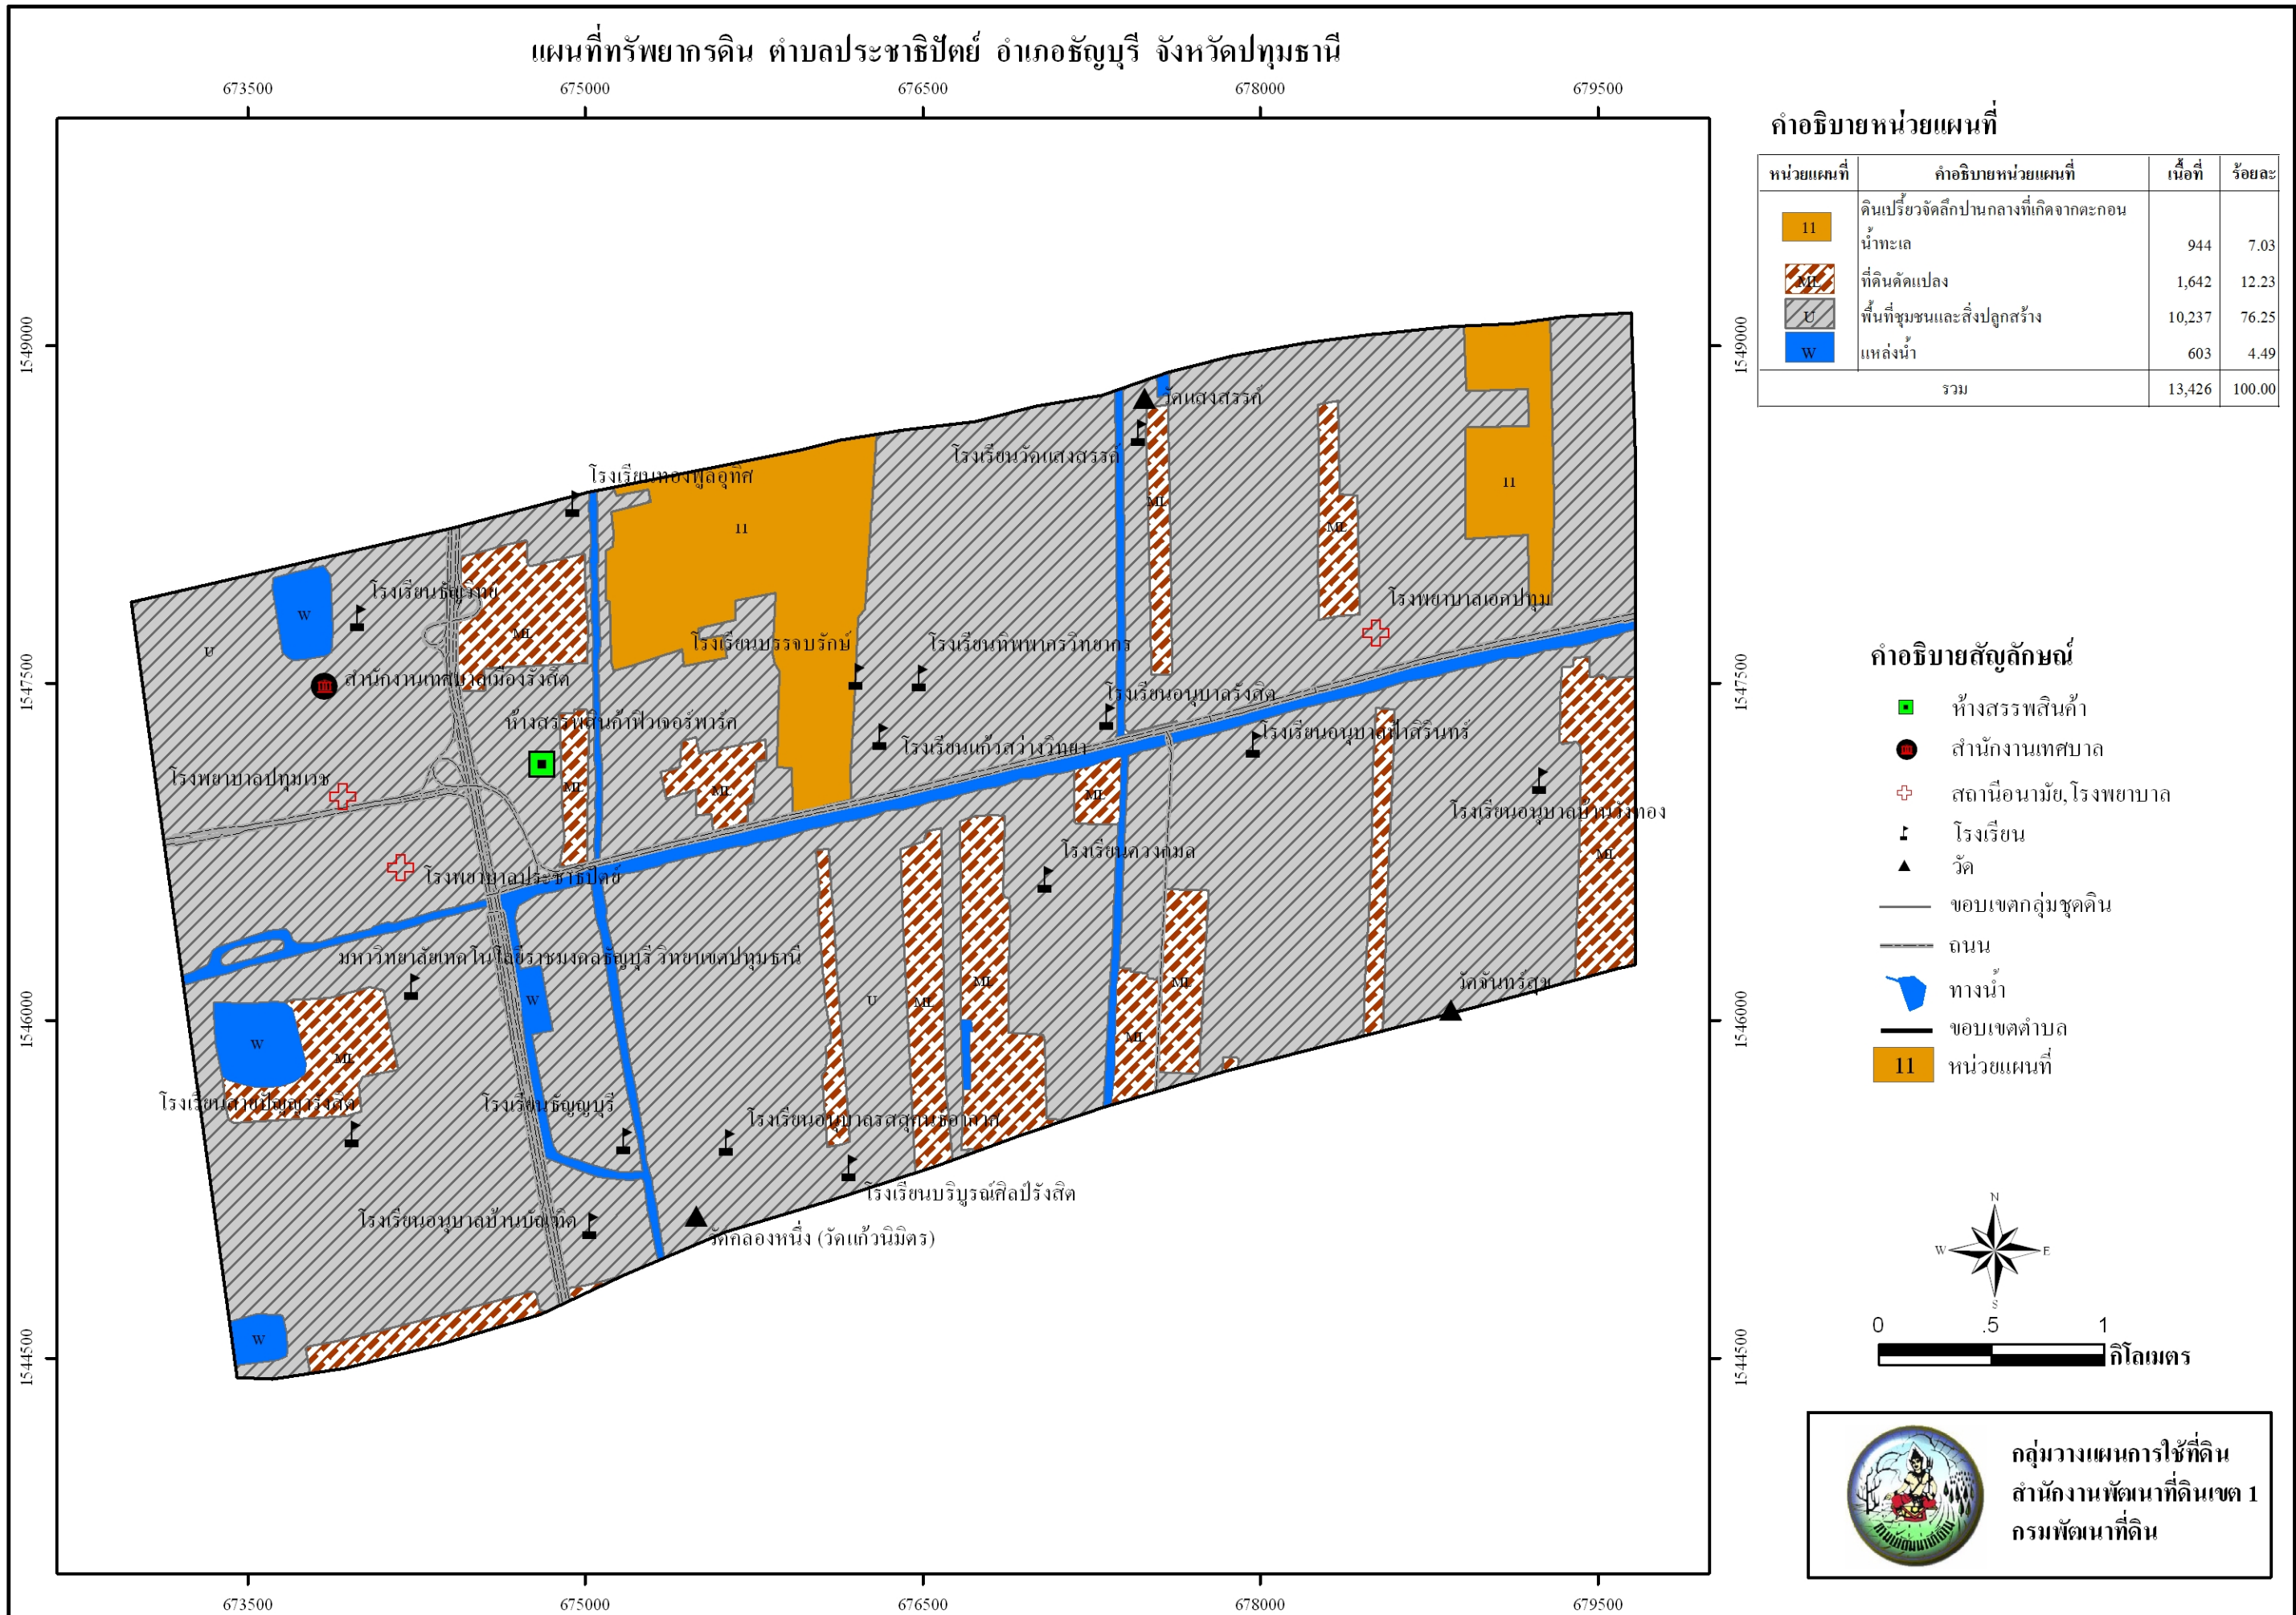 แผนที่ทรัพยากรดิน ตำบลประชาธิปัตย์ อำเภอธัญบุรี จังหวัดปทุมธานี
673500 675000 676500 678000 679500
คำอธิบายหน่วยแผนที่
หน่วยแผนที่ คำอธิบายหน่วยแผนที่ เนื้อที่ ร้อยละ
11 ดินเปรี้ยวจัดลึกปานกลางที่เกิดจากตะกอน
น้ำทะเล 944 7.03
ML ที่ดินดัดแปลง 1,642 12.23
U พื้นที่ชุมชนและสิ่งปลูกสร้าง 10,237 76.25
W แหล่งน้ำ 603 4.49
รวม 13,426 100.00
1549000 1549000
วัดแสงสรรค์
โรงเรียนวัดแสงสรรค์
โรงเรียนทองพูลอุทิศ
11
ML
ML
11
โรงเรียนธัญวิทย์
W
ML
U
โรงพยาบาลเอกปทุม
โรงเรียนบรรจบรักษ์
โรงเรียนทิพพากรวิทยากร
1547500 1547500
สำนักงานเทศบาลเมืองรังสิต
โรงเรียนอนุบาลรังสิต
ห้างสรรพสินค้าฟิวเจอร์พาร์ค
โรงเรียนแก้วสว่างวิทยา
โรงเรียนอนุบาลฟ้าสิรินทร์
โรงพยาบาลปทุมเวช
ML
ML
ML
โรงเรียนอนุบาลบ้านรังทอง
ML
โรงเรียนดวงกมล
โรงพยาบาลประชาธิปัตย์
มหาวิทยาลัยเทคโนโลยีราชมงคลธัญบุรี วิทยาเขตปทุมธานี
วัดจันทร์สุข
W
U
ML
ML
ML
1546000 1546000
W
ML
ML
โรงเรียนสายปัญญารังสิต
โรงเรียนธัญญบุรี
โรงเรียนบริบูรณ์ศิลป์รังสิต
โรงเรียนอนุบาลบ้านบัณฑิต
วัดคลองหนึ่ง (วัดแก้วนิมิตร)
W
1544500 1544500
673500 675000 676500 678000 679500
คำอธิบายสัญลักษณ์
ห้างสรรพสินค้า
สำนักงานเทศบาล
สถานีอนามัย,โรงพยาบาล
โรงเรียน
วัด
ขอบเขตกลุ่มชุดดิน
ถนน
ทางน้ำ
ขอบเขตตำบล
11 หน่วยแผนที่
N
W E
S
0 .5 1
กิโลเมตร
กลุ่มวางแผนการใช้ที่ดิน
สำนักงานพัฒนาที่ดินเขต 1
กรมพัฒนาที่ดิน
กรมพัฒนาที่ดิน